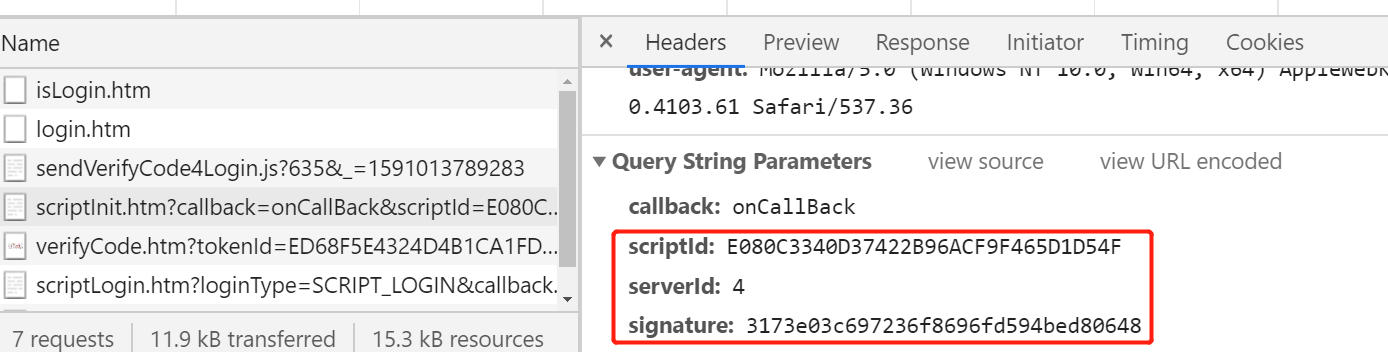 Name
isLogin.htm
login.htm
sendVerifyCode4Login.js?635&_=1591013789283
scriptInit.htm?callback=onCallBack&scriptId=E080C...
verifyCode.htm?tokenId=ED68F5E4324D4B1CA1FD...
scriptLogin.htm?loginType=SCRIPT_LOGIN&callback...
7 requests 11.9 kB transferred 15.3 kB resources
× Headers Preview Response Initiator Timing Cookies
user-agent: Mozilla/5.0 (Windows NT 10.0; Win64; x64) AppleWebK
0.4103.61 Safari/537.36
▼ Query String Parameters view source view URL encoded
callback: onCallBack
scriptId: E080C3340D37422B96ACF9F465D1D54F
serverId: 4
signature: 3173e03c697236f8696fd594bed80648